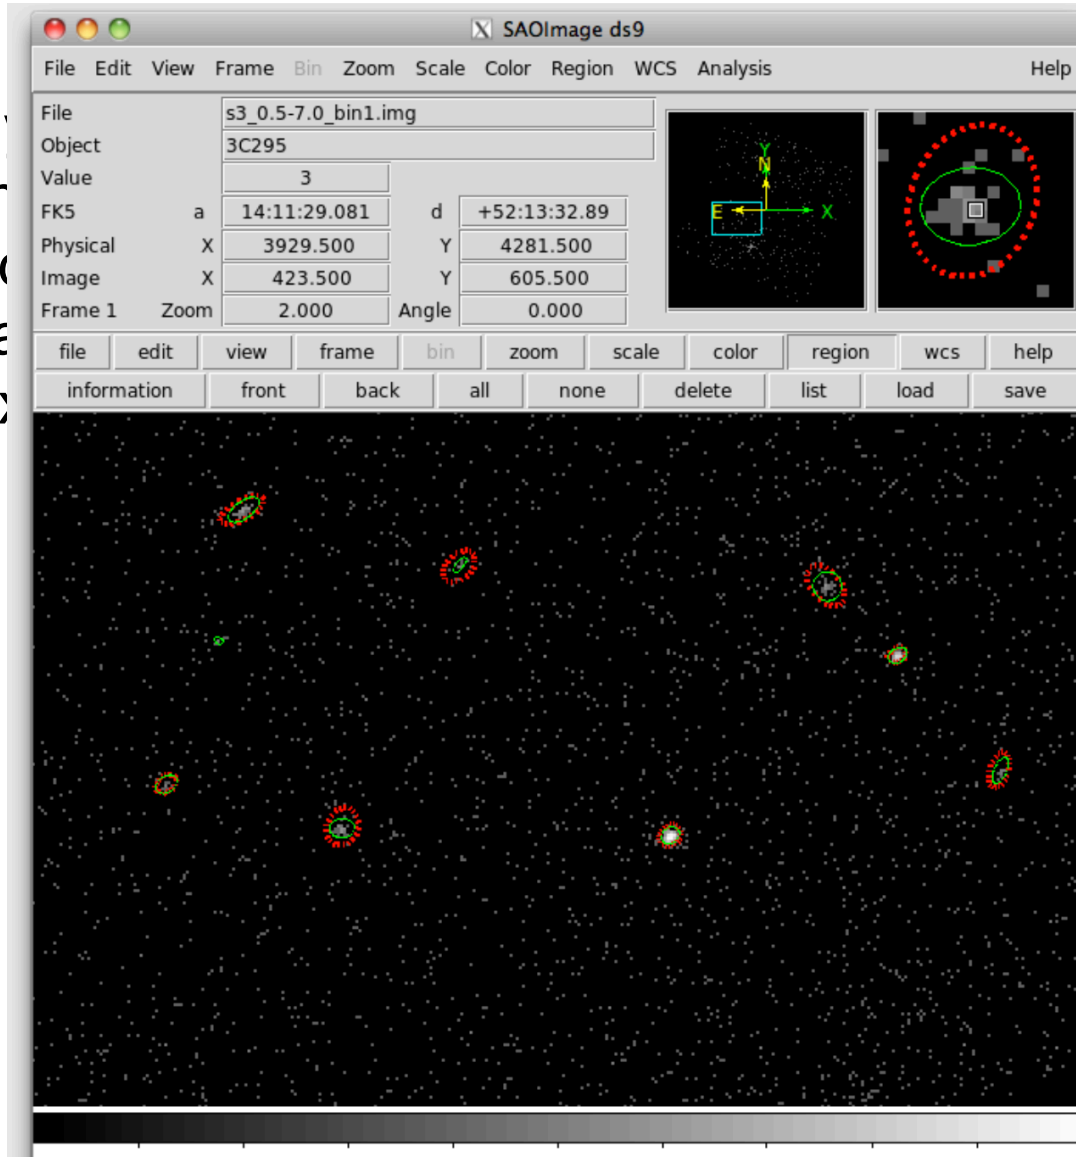 X SAOImage ds9
File Edit View Frame Bin Zoom Scale Color Region WCS Analysis Help
File s3_0.5-7.0_bin1.img
Object 3C295
Value 3
FK5 a 14:11:29.081 d +52:13:32.89
Physical X 3929.500 Y 4281.500
Image X 423.500 Y 605.500
Frame 1 Zoom 2.000 Angle 0.000
Y
N
E X
file edit view frame bin zoom scale color region wcs help
information front back all none delete list load save